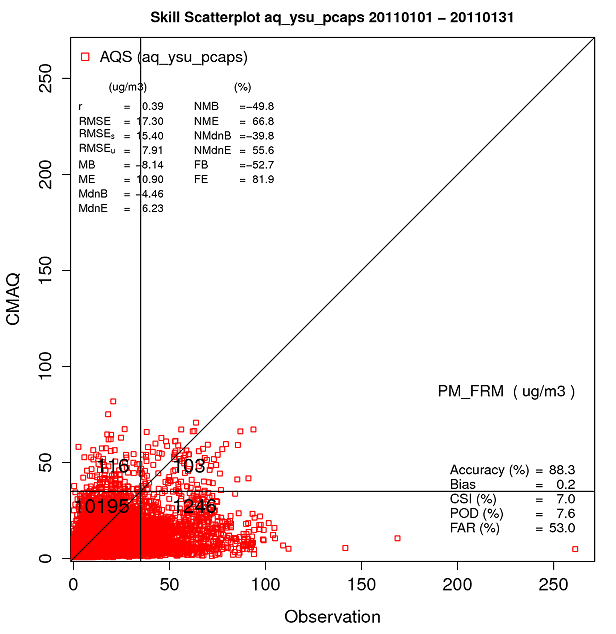 Skill Scatterplot aq_ysu_pcaps 20110101 − 20110131
AQS (aq_ysu_pcaps)
(ug/m3) (%)
r = 0.39 NMB =−49.8
RMSE = 17.30 NME = 66.8
RMSEs = 15.40 NMdnB =−39.8
RMSEu = 7.91 NMdnE = 55.6
MB = −8.14 FB =−52.7
ME = 10.90 FE = 81.9
MdnB = −4.46
MdnE = 6.23
PM_FRM ( ug/m3 )
116 103
10195 1246
Accuracy (%) = 88.3
Bias = 0.2
CSI (%) = 7.0
POD (%) = 7.6
FAR (%) = 53.0
CMAQ
250
200
150
100
50
0
0 50 100 150 200 250
Observation